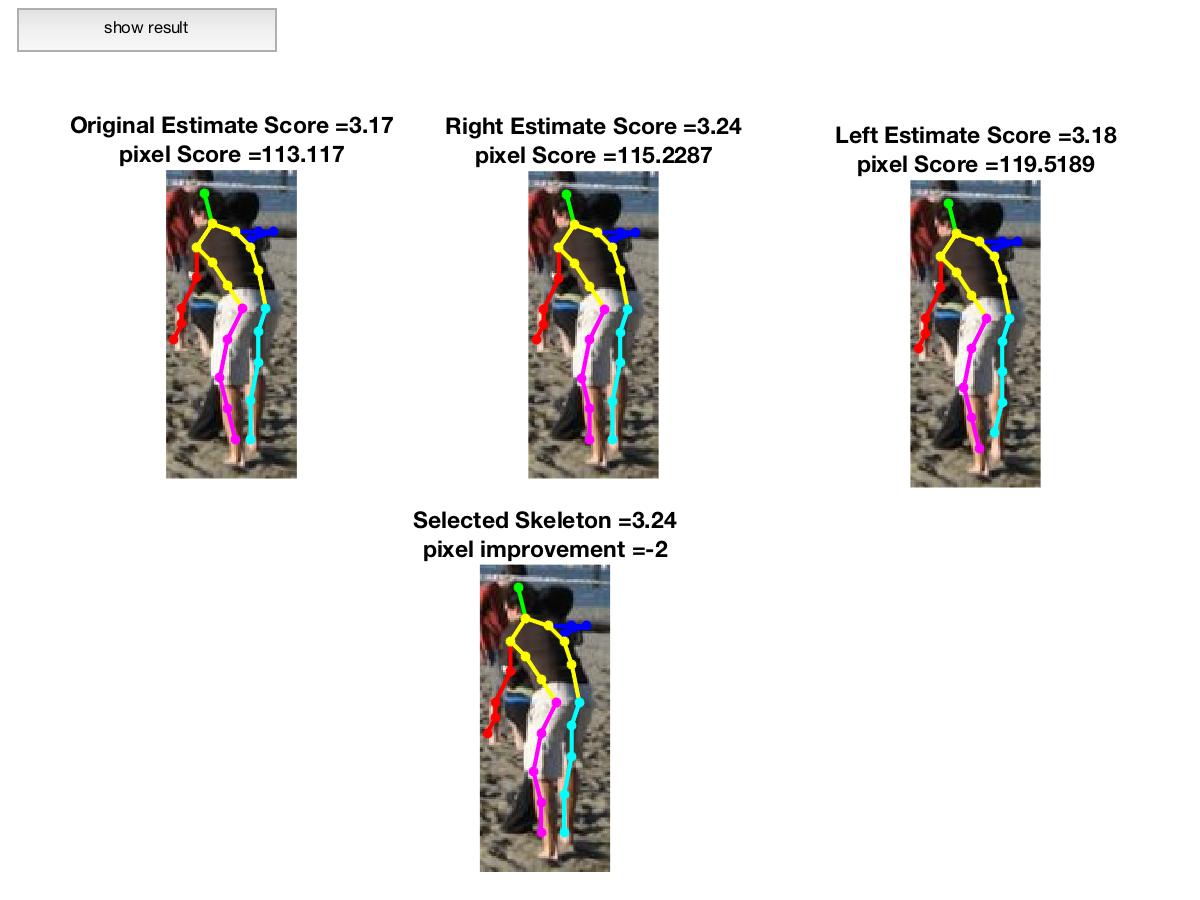 show result
Original Estimate Score =3.17
pixel Score =113.117
Right Estimate Score =3.24
pixel Score =115.2287
Left Estimate Score =3.18
pixel Score =119.5189
Selected Skeleton =3.24
pixel improvement =-2